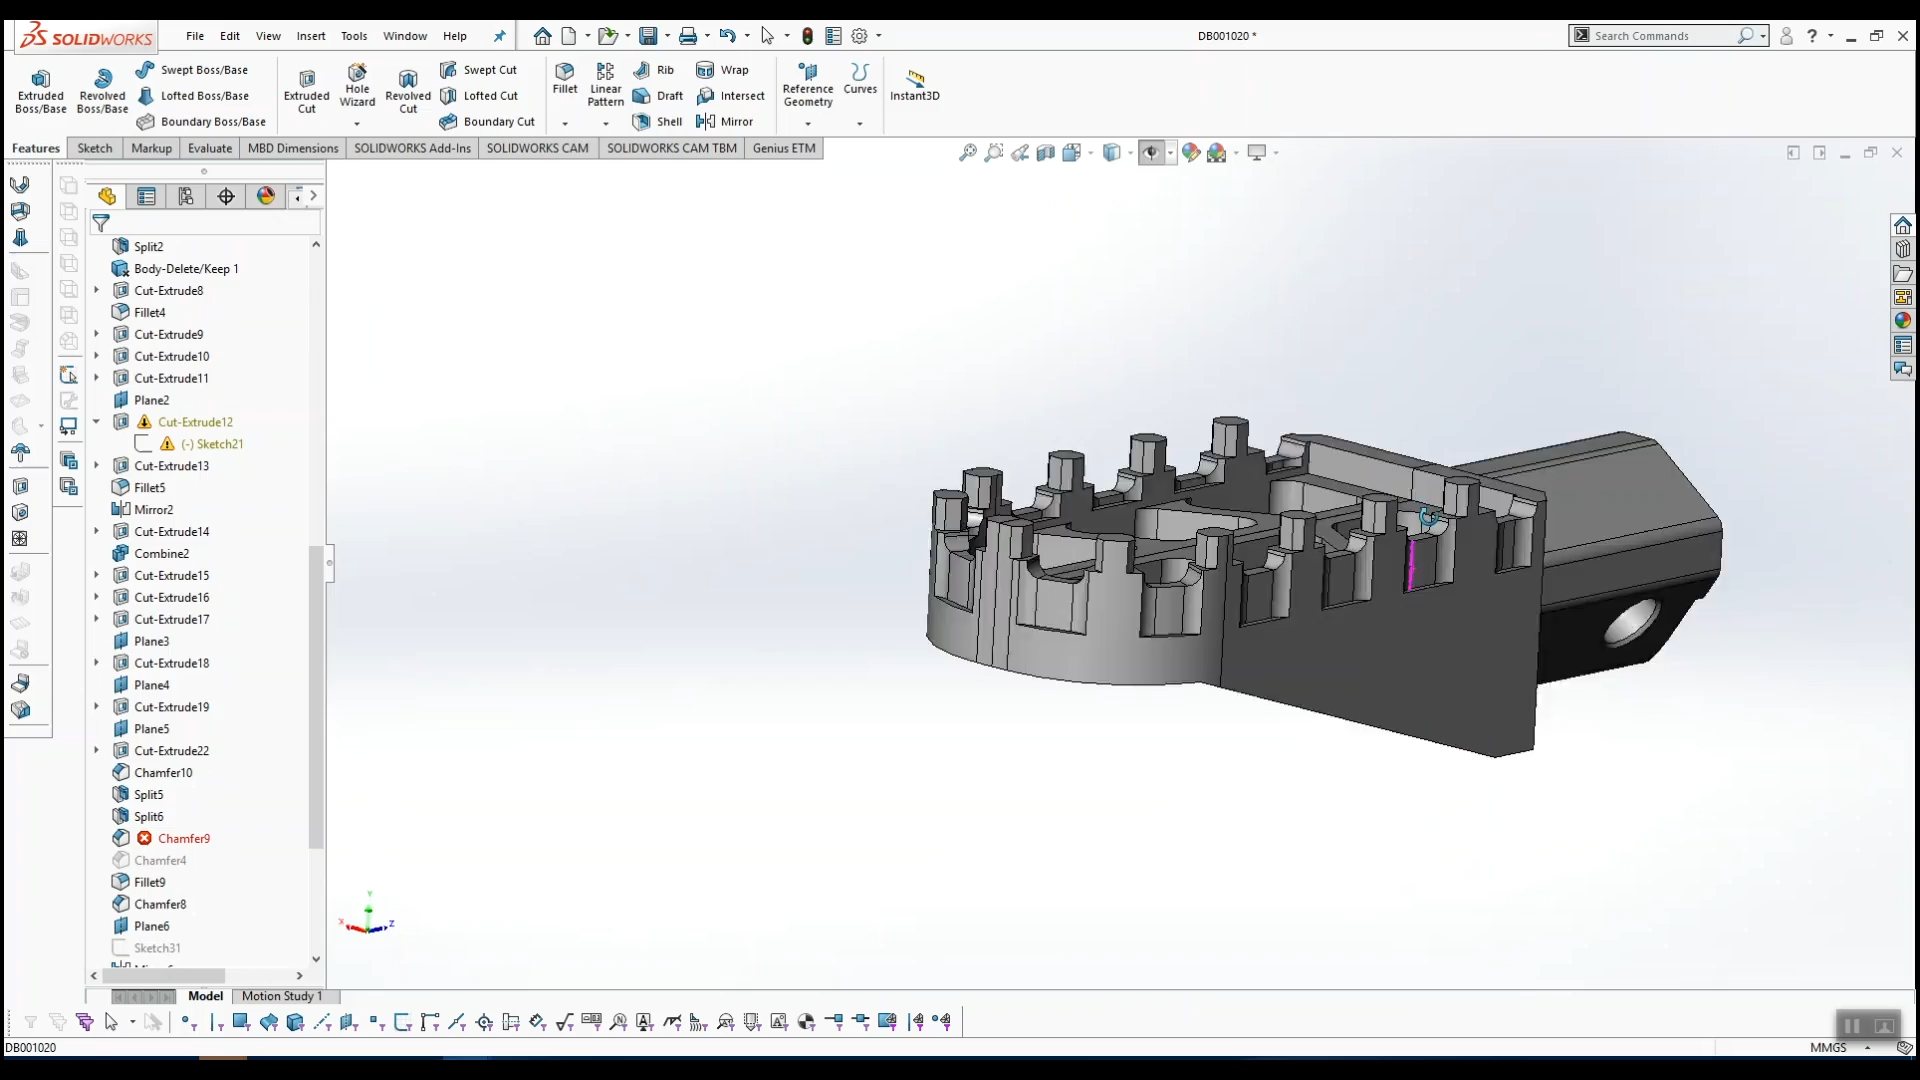 SOLIDWORKS
File Edit View Insert Tools Window Help
DB001020 *
Search Commands
Extruded Boss/Base
Revolved Boss/Base
Swept Boss/Base
Lofted Boss/Base
Boundary Boss/Base
Extruded Cut
Hole Wizard
Revolved Cut
Swept Cut
Lofted Cut
Boundary Cut
Fillet
Linear Pattern
Rib
Draft
Shell
Wrap
Intersect
Mirror
Reference Geometry
Curves
Instant3D
Features Sketch Markup Evaluate MBD Dimensions SOLIDWORKS Add-Ins SOLIDWORKS CAM SOLIDWORKS CAM TBM Genius ETM
Split2
Body-Delete/Keep 1
Cut-Extrude8
Fillet4
Cut-Extrude9
Cut-Extrude10
Cut-Extrude11
Plane2
Cut-Extrude12
(-) Sketch21
Cut-Extrude13
Fillet5
Mirror2
Cut-Extrude14
Combine2
Cut-Extrude15
Cut-Extrude16
Cut-Extrude17
Plane3
Cut-Extrude18
Plane4
Cut-Extrude19
Plane5
Cut-Extrude22
Chamfer10
Split5
Split6
Chamfer9
Chamfer4
Fillet9
Chamfer8
Plane6
Sketch31
Y
X
Z
Model Motion Study 1
DB001020
MMGS